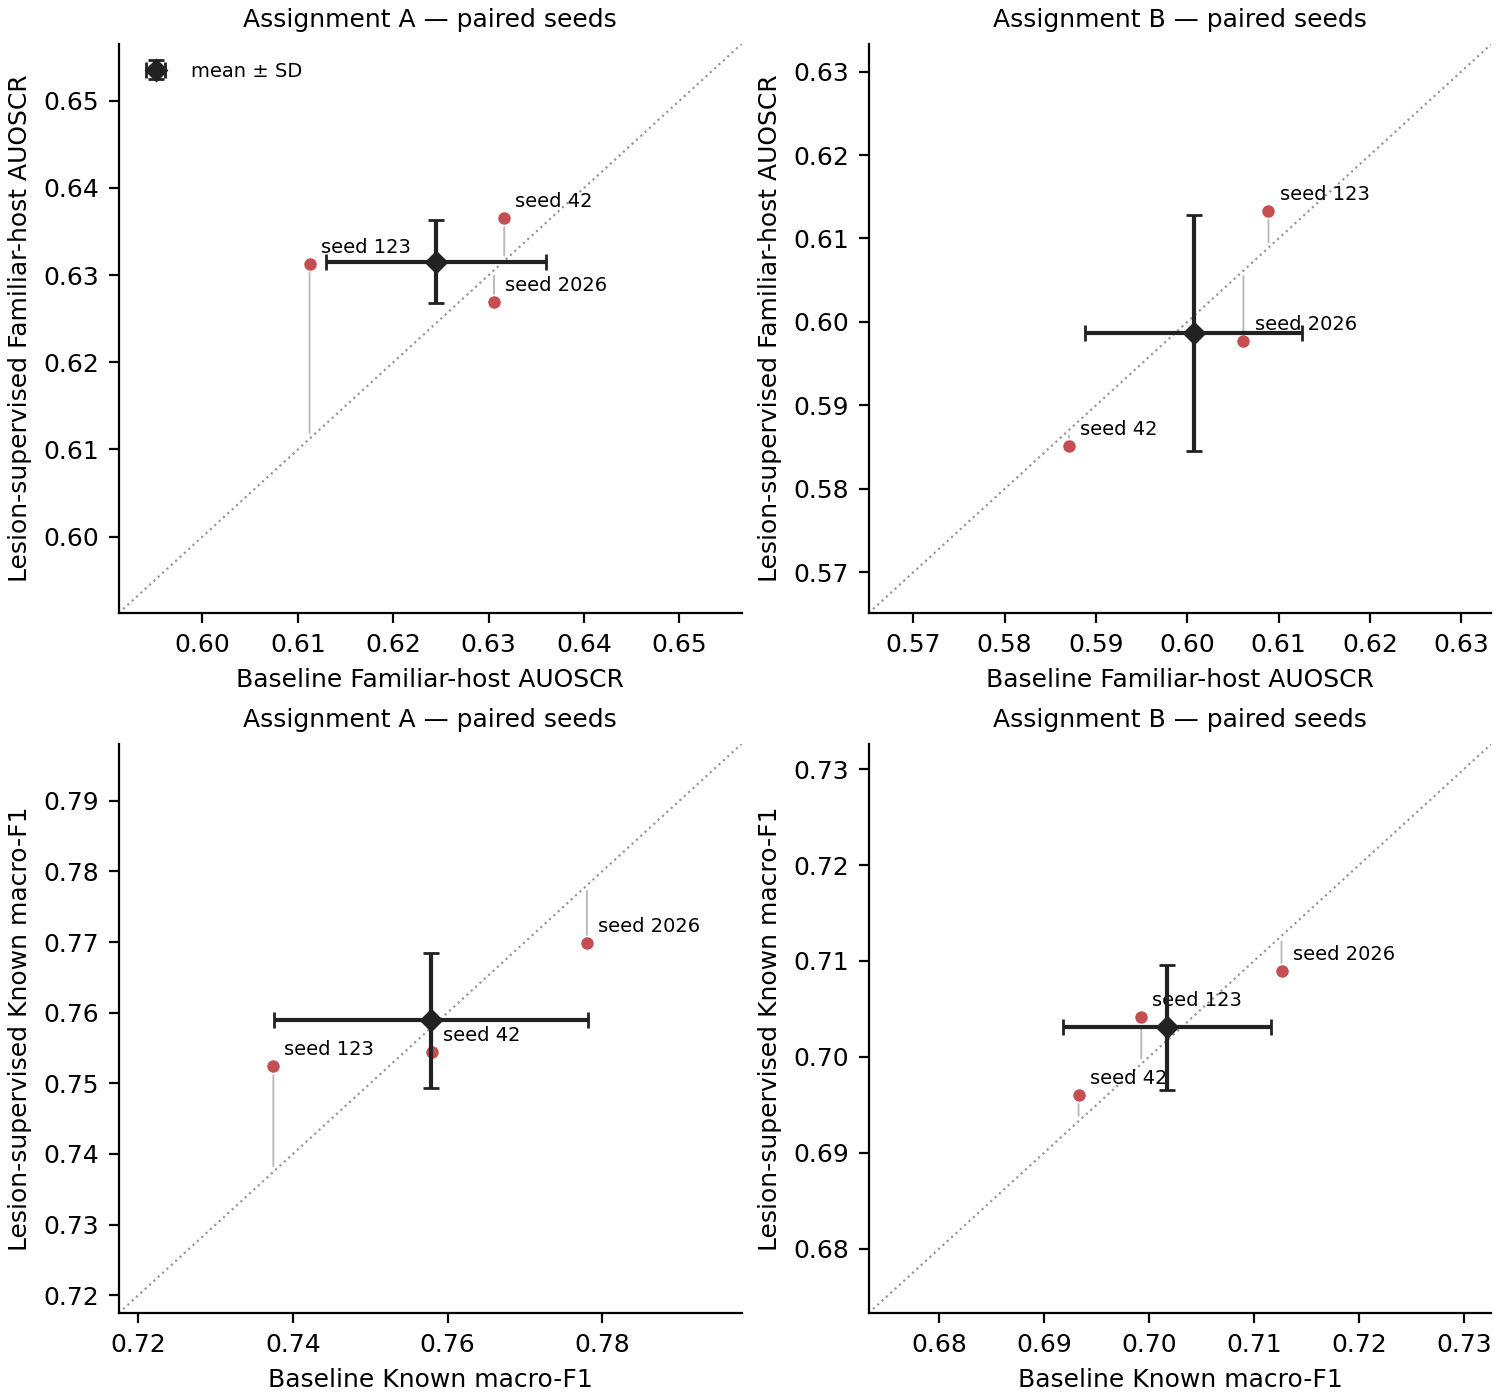 Assignment A — paired seeds
Lesion-supervised Familiar-host AUOSCR
mean ± SD
0.65
0.64
0.63
0.62
0.61
0.60
seed 42
seed 123
seed 2026
0.60 0.61 0.62 0.63 0.64 0.65
Baseline Familiar-host AUOSCR
Assignment B — paired seeds
Lesion-supervised Familiar-host AUOSCR
0.63
0.62
0.61
0.60
0.59
0.58
0.57
seed 123
seed 2026
seed 42
0.57 0.58 0.59 0.60 0.61 0.62 0.63
Baseline Familiar-host AUOSCR
Assignment A — paired seeds
Lesion-supervised Known macro-F1
0.79
0.78
0.77
0.76
0.75
0.74
0.73
0.72
seed 2026
seed 42
seed 123
0.72 0.74 0.76 0.78
Baseline Known macro-F1
Assignment B — paired seeds
Lesion-supervised Known macro-F1
0.73
0.72
0.71
0.70
0.69
0.68
seed 2026
seed 123
seed 42
0.68 0.69 0.70 0.71 0.72 0.73
Baseline Known macro-F1